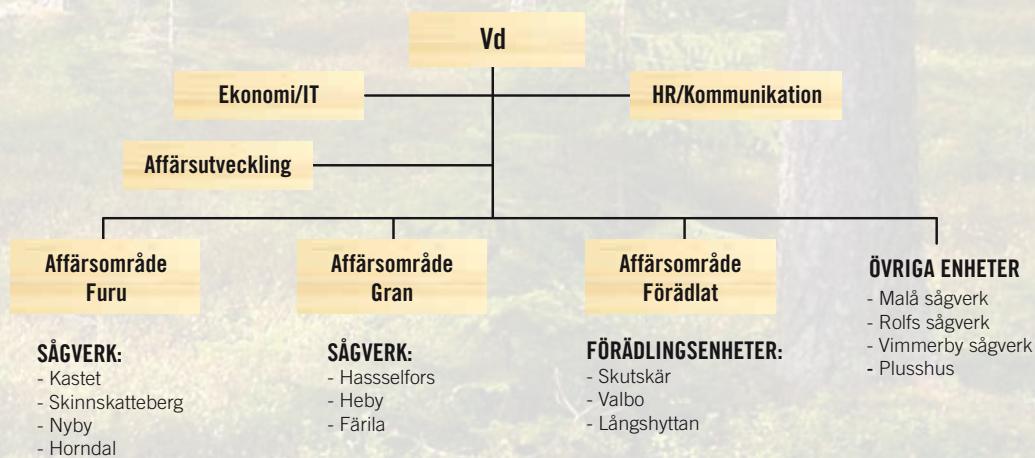 Vd
Ekonomi/IT
HR/Kommunikation
Affärsutveckling
Affärsområde
Furu
SÅGVERK:
- Kastet
- Skinnskatteberg
- Nyby
- Horndal
Affärsområde
Gran
SÅGVERK:
- Hassselfors
- Heby
- Färila
Affärsområde
Förädlat
FÖRÄDLINGSENHETER:
- Skutskär
- Valbo
- Långshyttan
ÖVRIGA ENHETER
- Malå sågverk
- Rolfs sågverk
- Vimmerby sågverk
- Plusshus